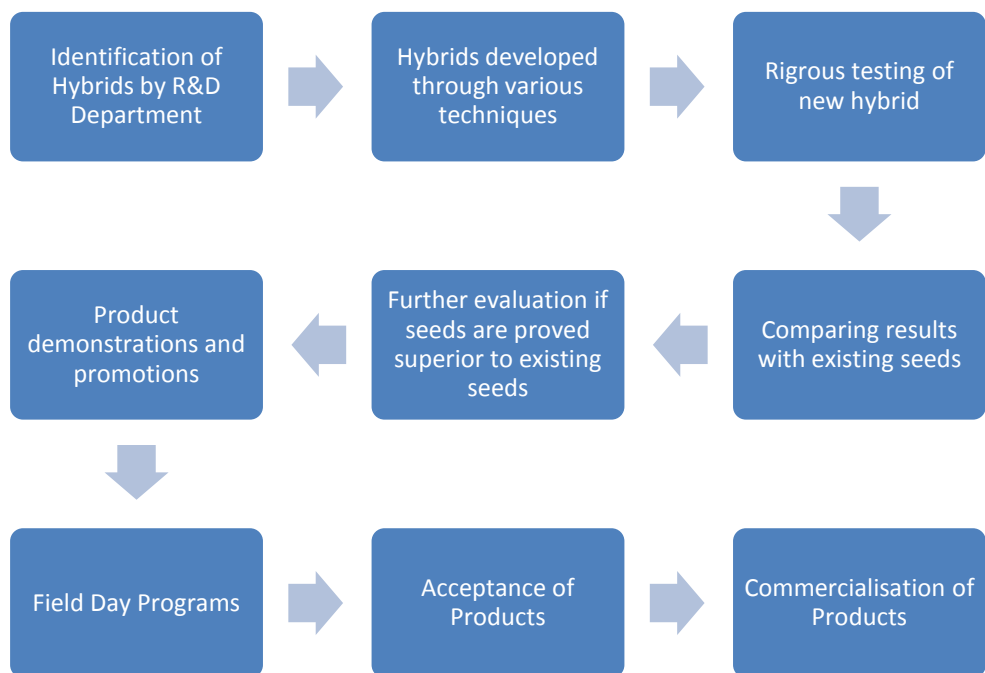 Identification of
Hybrids by R&D
Department
Hybrids developed
through various
techniques
Rigrous testing of
new hybrid
Comparing results
with existing seeds
Further evaluation if
seeds are proved
superior to existing
seeds
Product
demonstrations and
promotions
Field Day Programs
Acceptance of
Products
Commercialisation of
Products